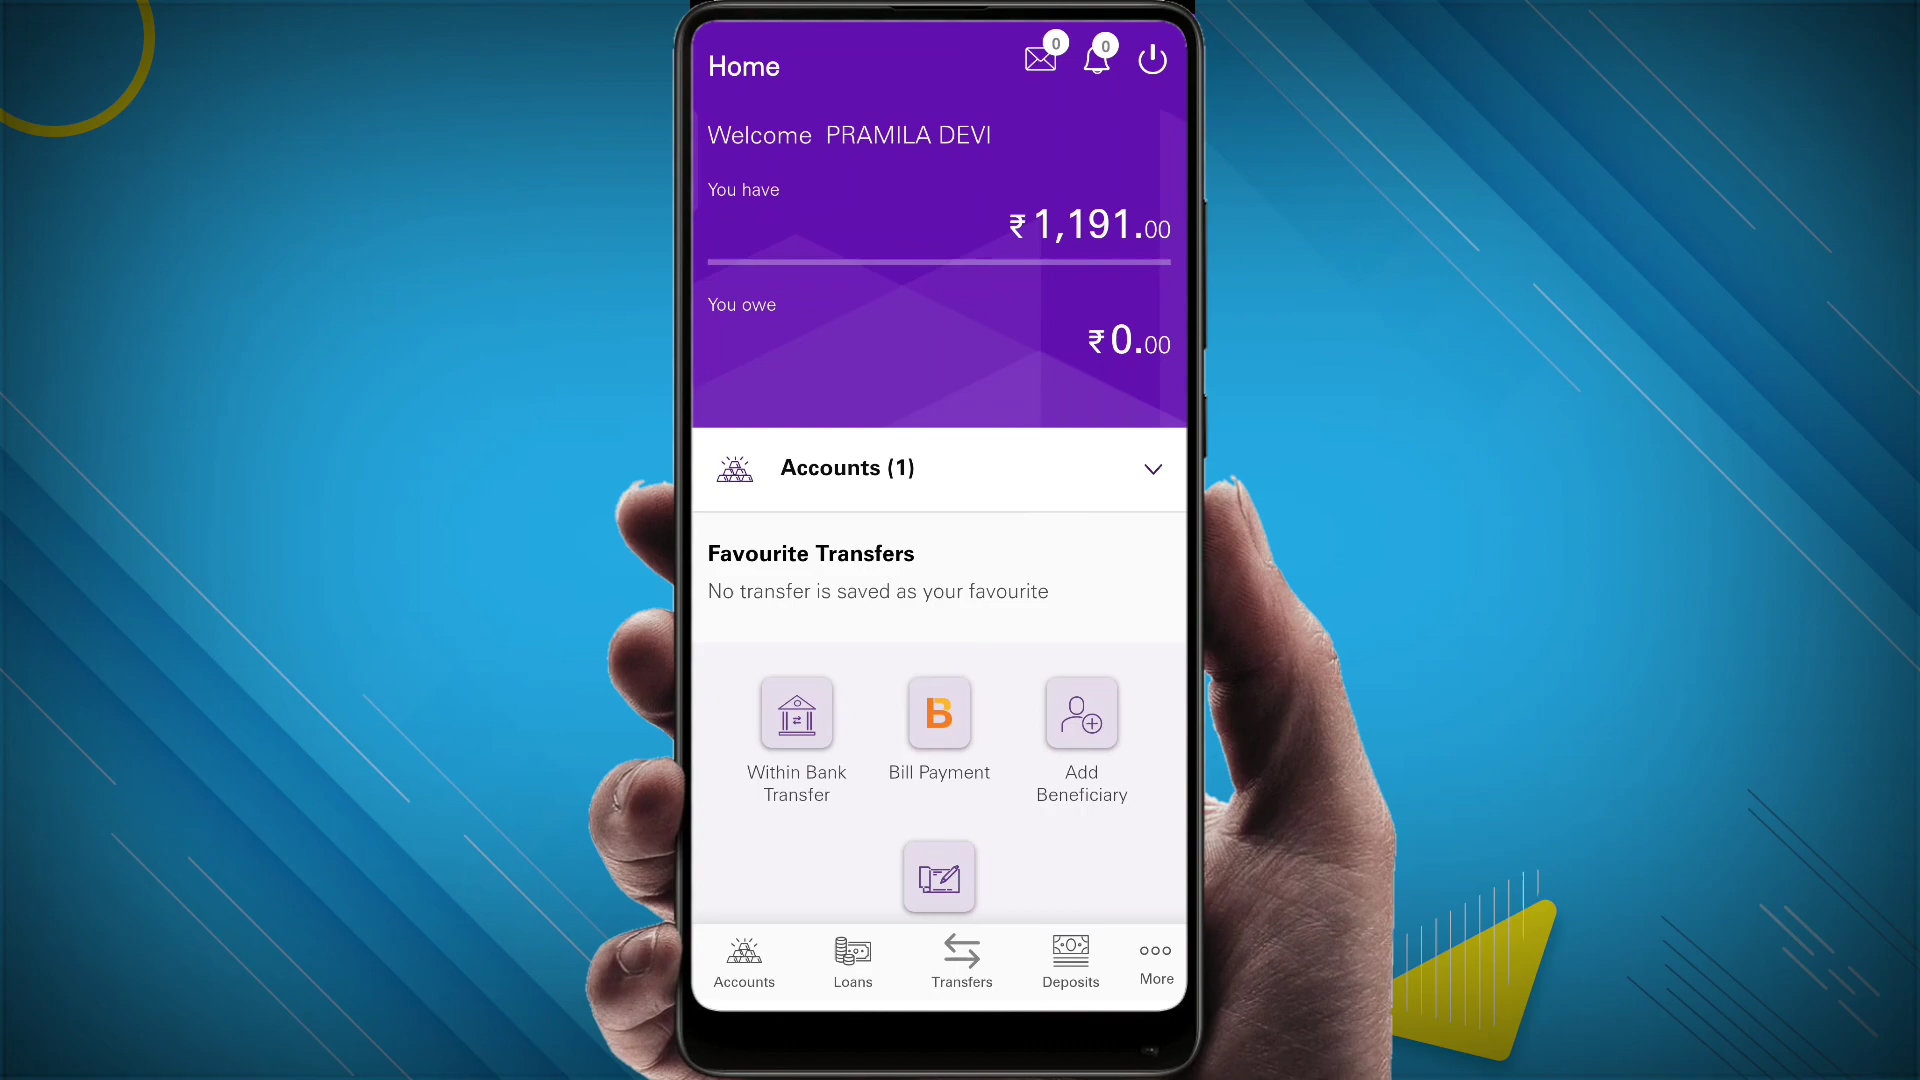 Home
0
0
Welcome PRAMILA DEVI
You have
₹ 1,191.00
You owe
₹ 0.00
Accounts (1)
Favourite Transfers
No transfer is saved as your favourite
B
Within Bank
Transfer
Bill Payment
Add
Beneficiary
Accounts
Loans
Transfers
Deposits
More